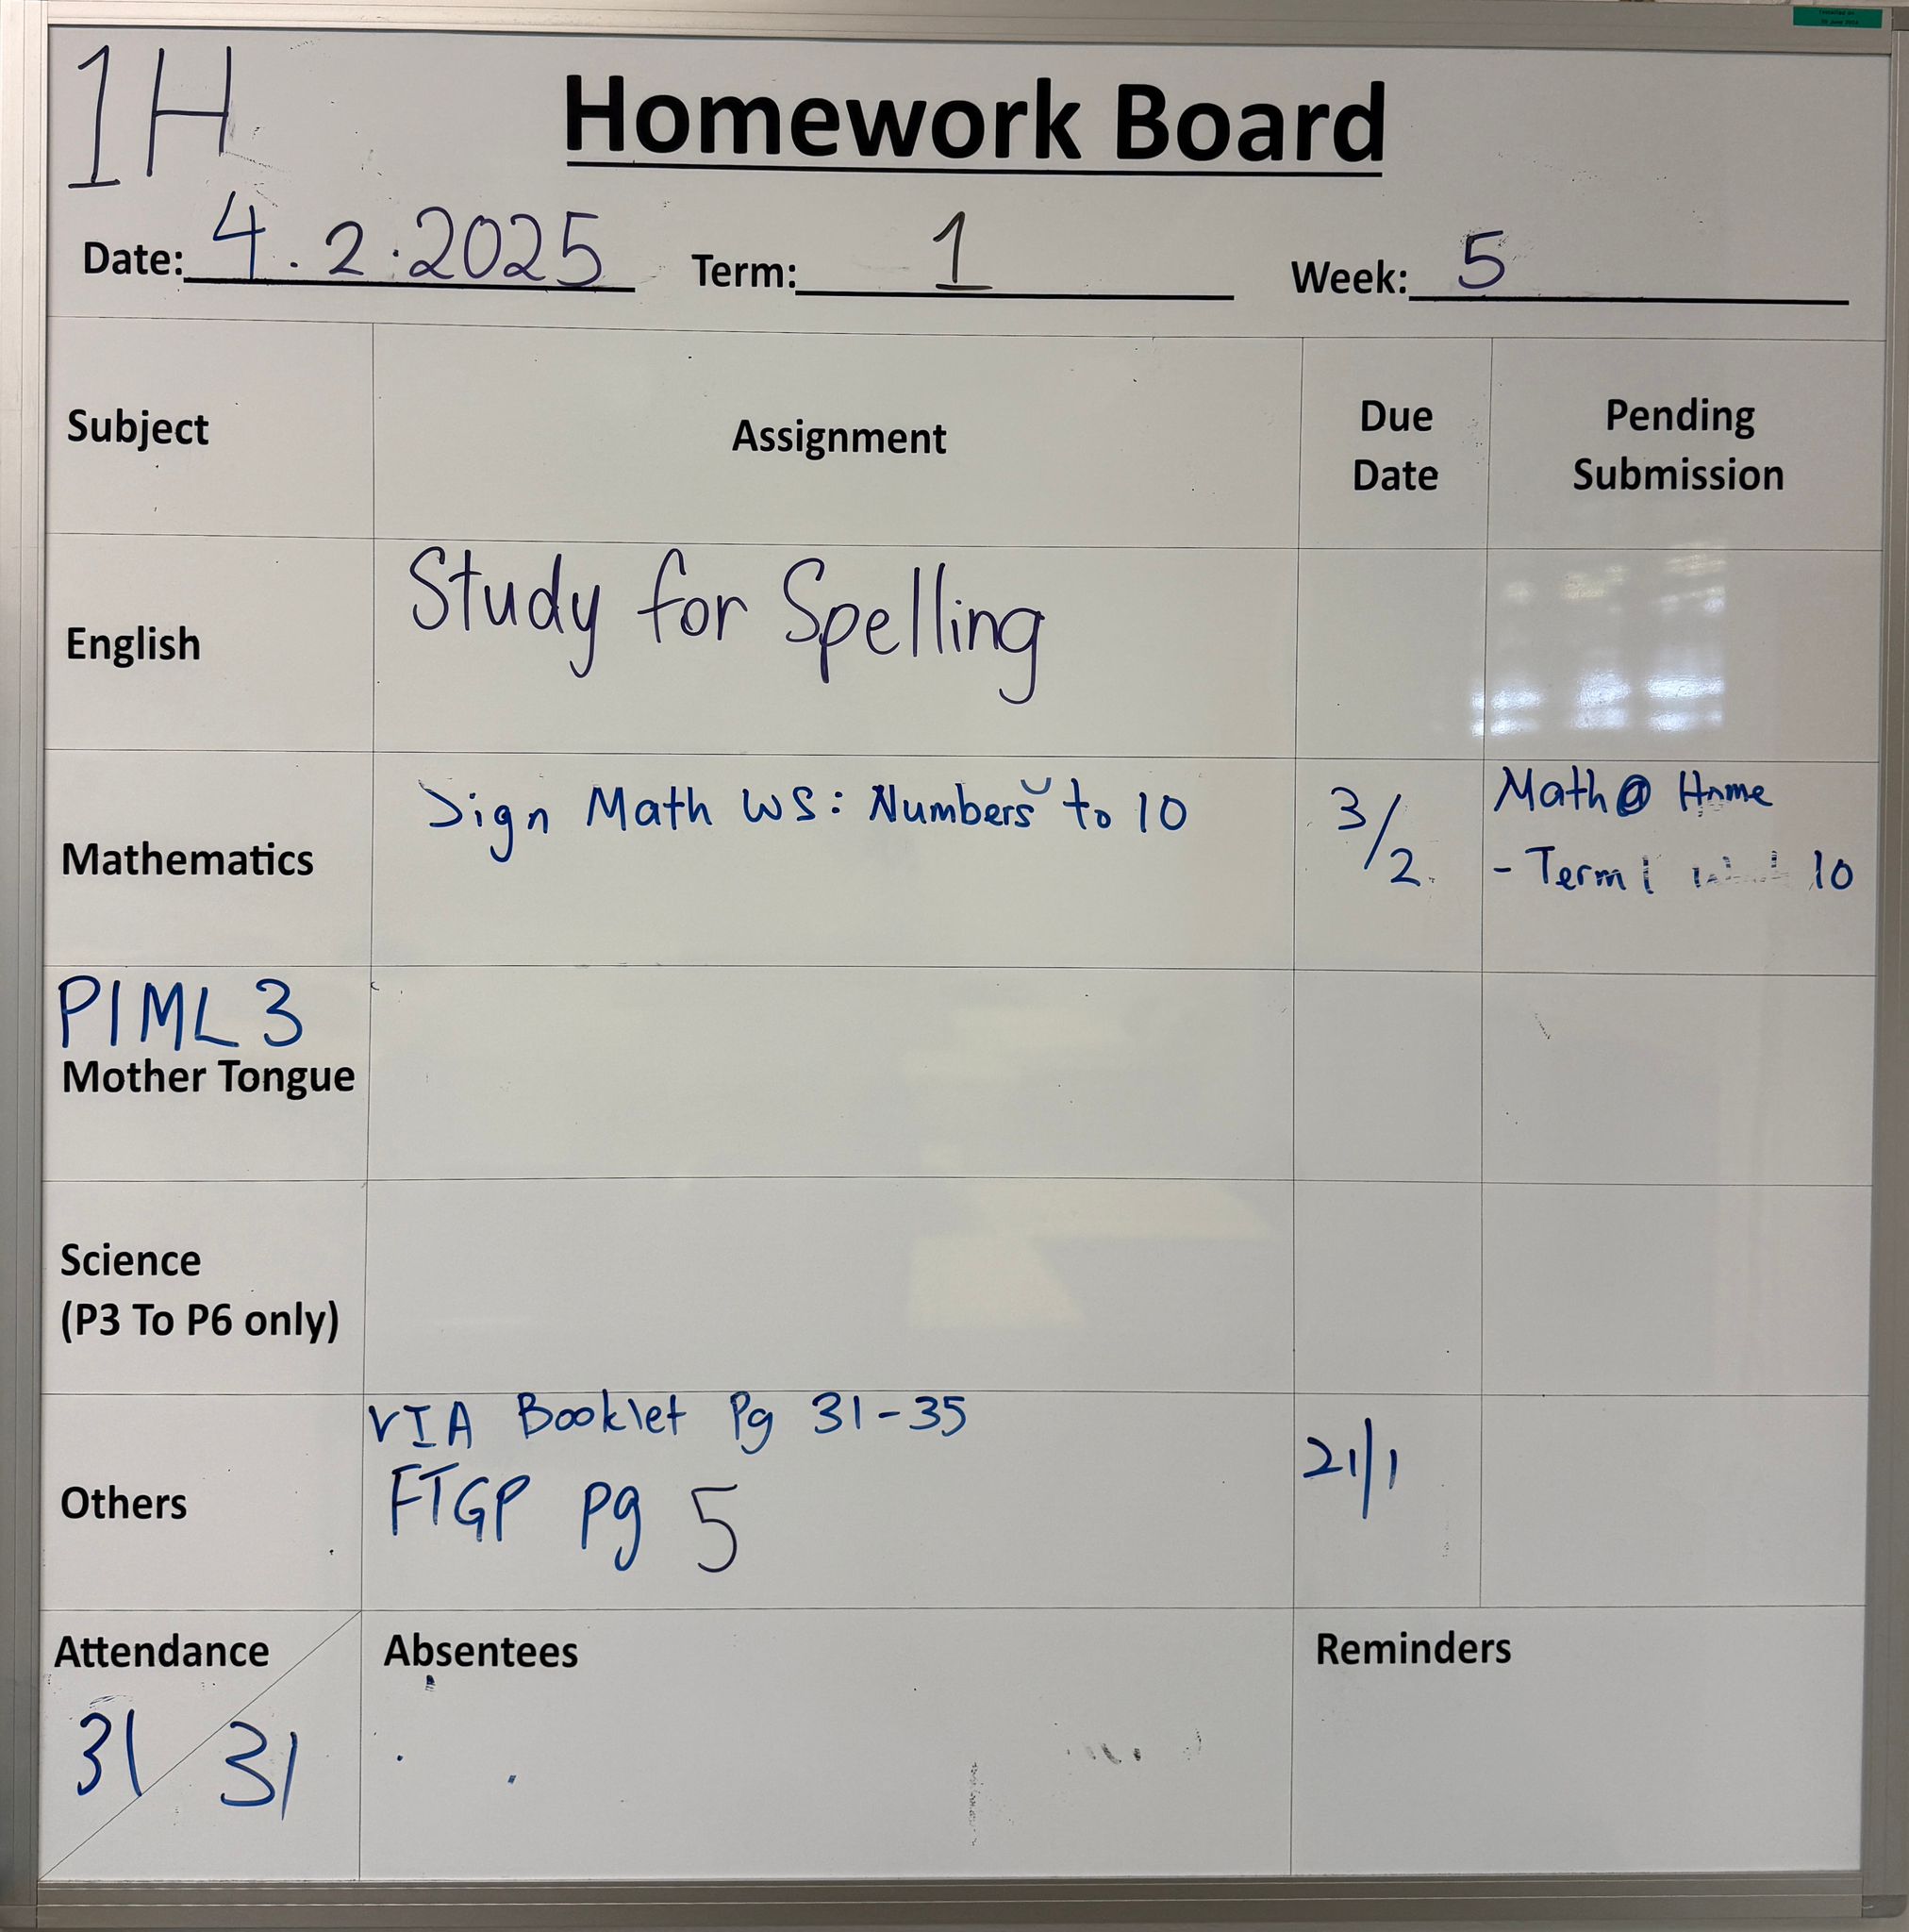 1H
Homework Board
Date: 4.2.2025 Term: 1 Week: 5
Subject Assignment Due Date Pending Submission
English Study for Spelling
Mathematics Sign Math WS: Numbers to 10 3/2 Math@ Home
- Term 1 10
PIML 3
Mother Tongue
Science
(P3 To P6 only)
Others
VIA Booklet Pg 31-35
FTGP pg 5
21/1
Attendance Absentees Reminders
31 31